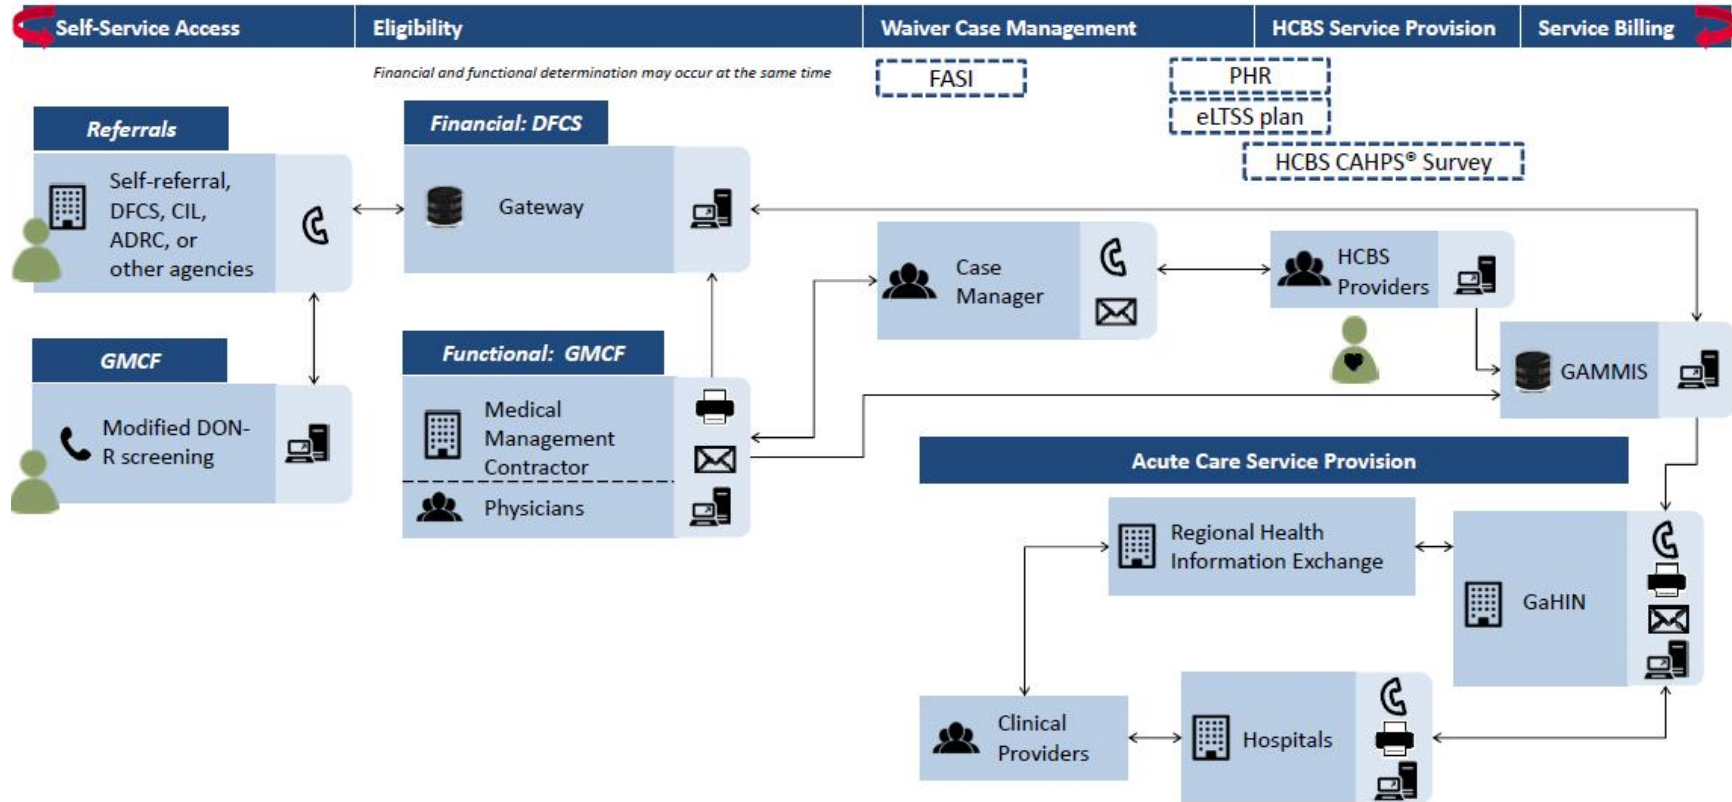 Self-Service Access
Eligibility
Waiver Case Management
HCBS Service Provision
Service Billing
Financial and functional determination may occur at the same time
FASI
PHR
eLTSS plan
HCBS CAHPS® Survey
Referrals
Self-referral,
DFCS, CIL,
ADRC, or
other agencies
Financial: DFCS
Gateway
GMCF
Modified DON-
R screening
Functional: GMCF
Medical
Management
Contractor
Physicians
Case
Manager
HCBS
Providers
GAMMIS
Acute Care Service Provision
Regional Health
Information Exchange
GaHIN
Clinical
Providers
Hospitals